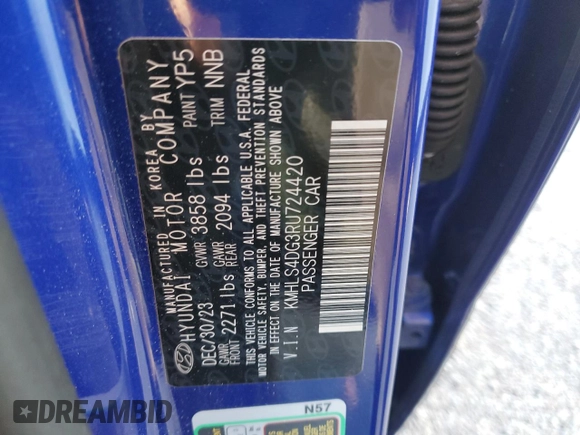 MANUFACTURED IN KOREA BY
HYUNDAI MOTOR COMPANY
DEC/30/23 GVWR 3858 lbs PAINT YP5
GAWR FRONT 2271 lbs GAWR REAR 2094 lbs TRIM NNB
THIS VEHICLE CONFORMS TO ALL APPLICABLE U.S.A. FEDERAL
MOTOR VEHICLE SAFETY, BUMPER, AND THEFT PREVENTION STANDARDS
IN EFFECT ON THE DATE OF MANUFACTURE SHOWN ABOVE
V.I.N KMHLS4DG3RU724420
PASSENGER CAR
N57
DREAMBID